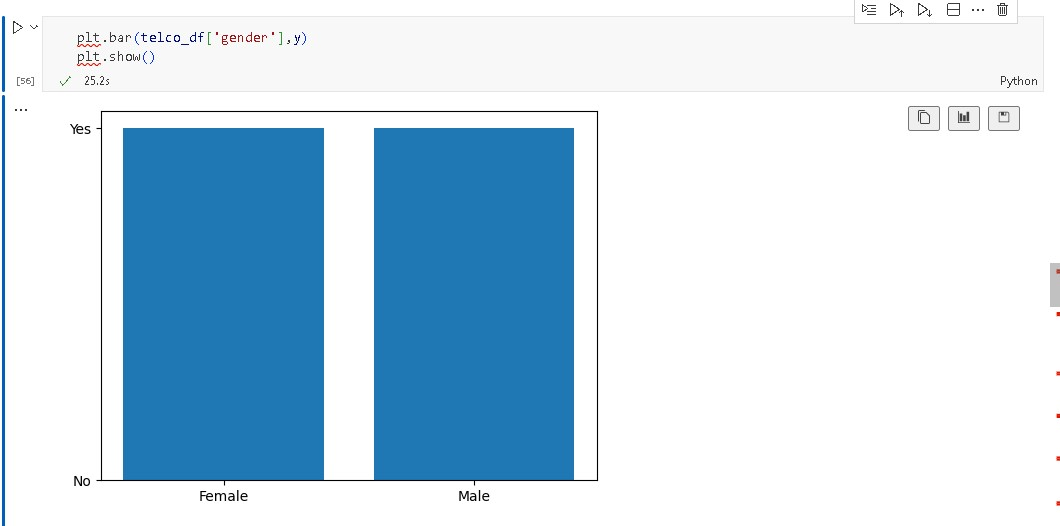 plt.bar(telco_df['gender'],y)
plt.show()
[56]
25.2s
Python
Yes
No
Female
Male